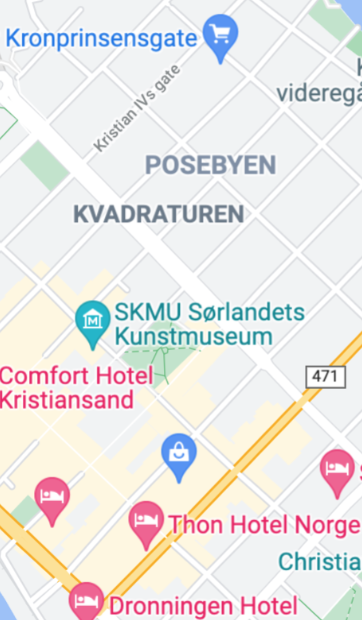 Kronprinsensgate
K
videregå
Kristian IVs gate
POSEBYEN
KVADRATUREN
SKMU Sørlandets
Kunstmuseum
471
Comfort Hotel
Kristiansand
S
Thon Hotel Norge
Christia
Dronningen Hotel